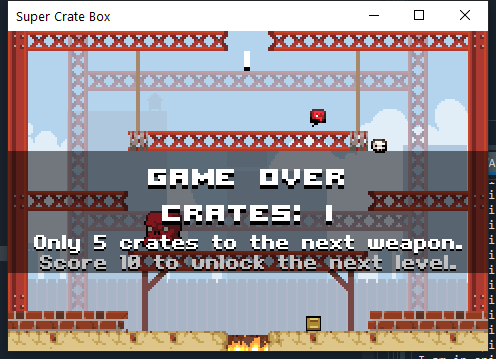 Super Crate Box
GAME OVER
CRATES: 1
Only 5 crates to the next weapon.
Score 10 to unlock the next level.